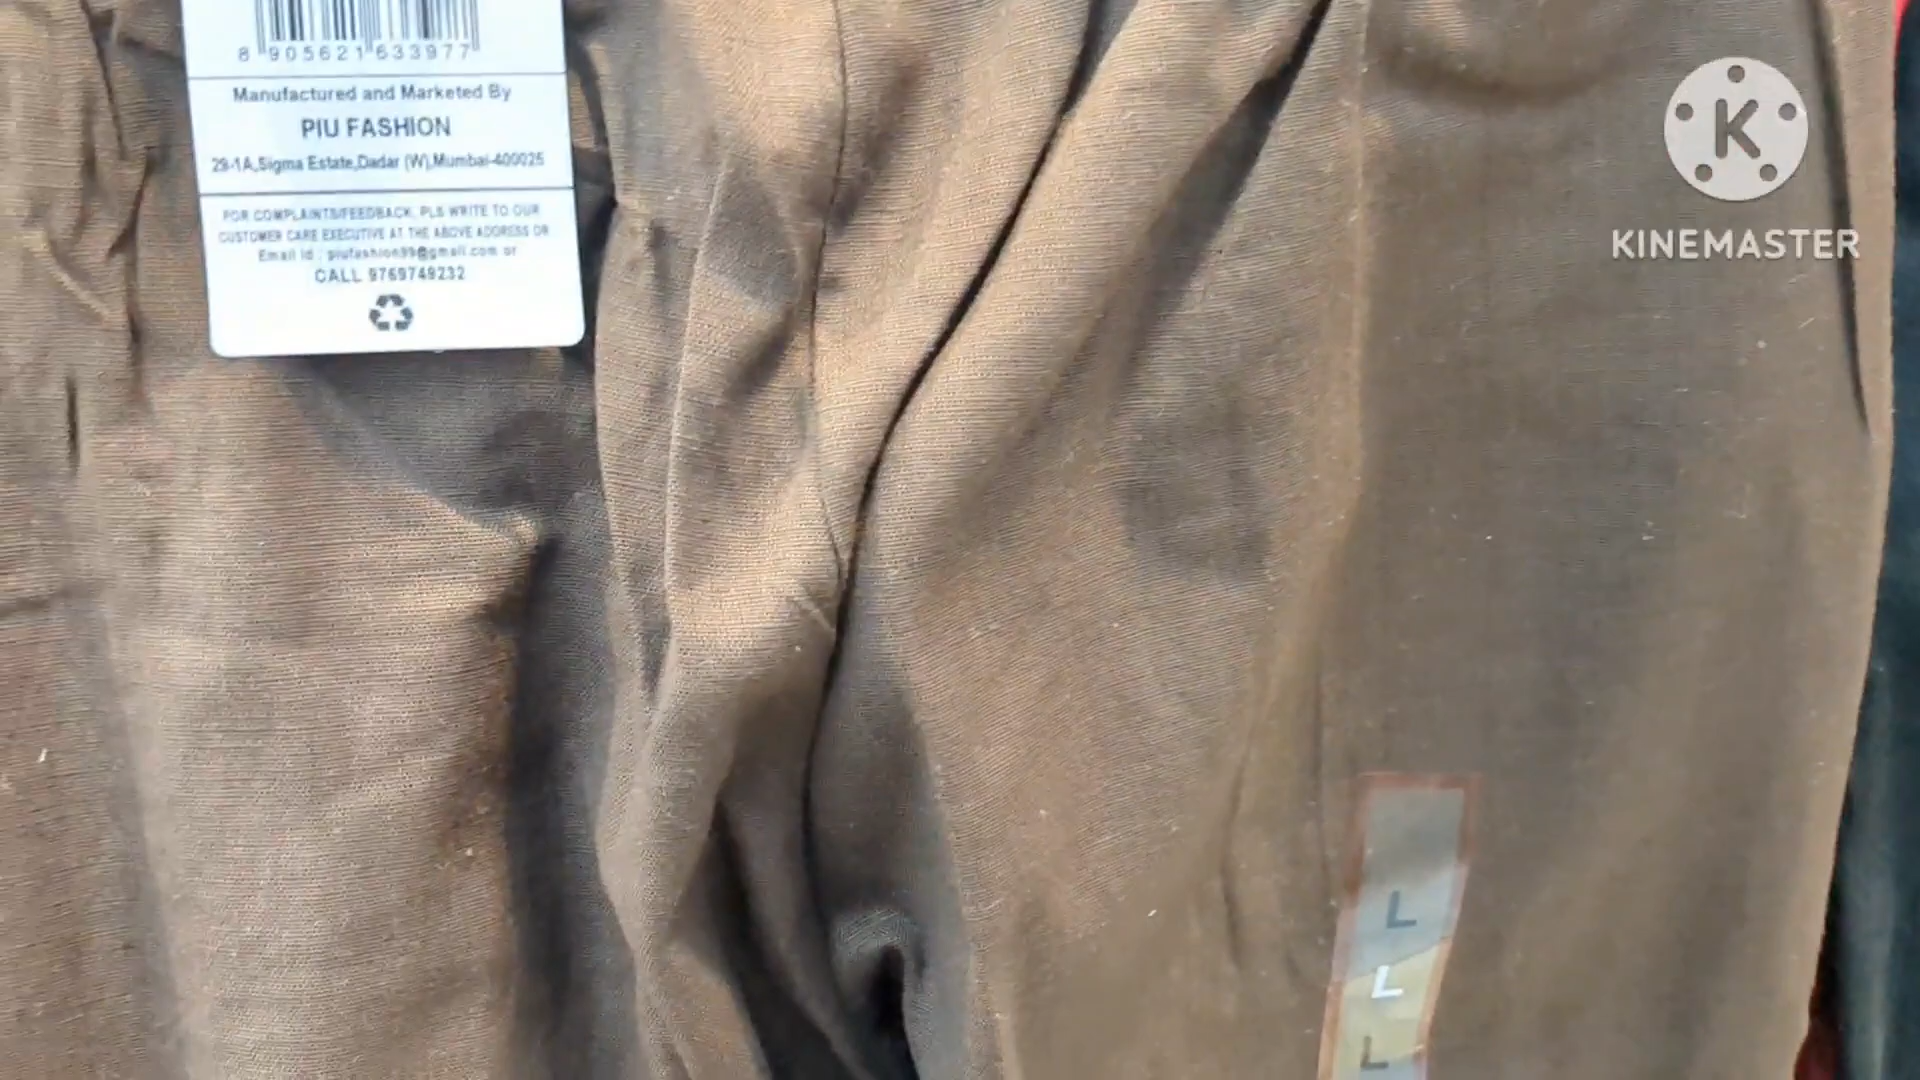 8 905621 633977
Manufactured and Marketed By
PIU FASHION
29-1A,Sigma Estate,Dadar (W),Mumbai-400025
FOR COMPLAINTS/FEEDBACK, PLS WRITE TO OUR
CUSTOMER CARE EXECUTIVE AT THE ABOVE ADDRESS OR
Email id : piufashion99@gmail.com or
CALL 9769749232
K
KINEMASTER
L
L
L